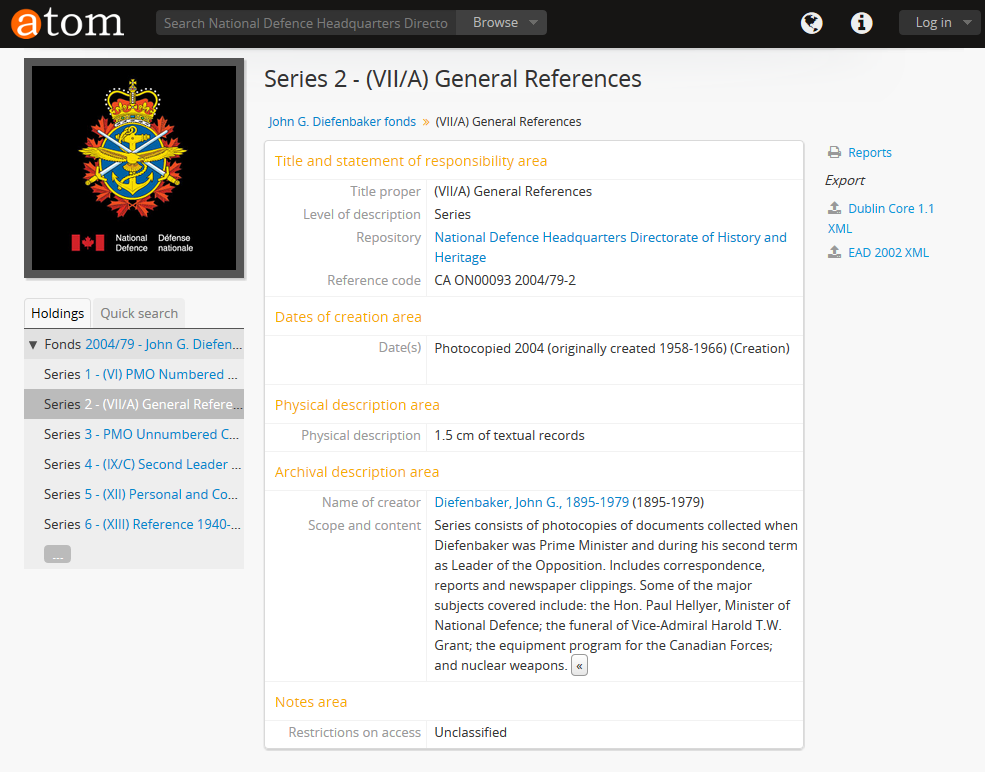 atom
Search National Defence Headquarters Directo
Browse
Log in
National Defence
Défense nationale
Holdings
Quick search
Fonds 2004/79 - John G. Diefen...
Series 1 - (VI) PMO Numbered ...
Series 2 - (VII/A) General Refere...
Series 3 - PMO Unnumbered C...
Series 4 - (IX/C) Second Leader ...
Series 5 - (XII) Personal and Co...
Series 6 - (XIII) Reference 1940-...
...
Series 2 - (VII/A) General References
John G. Diefenbaker fonds » (VII/A) General References
Title and statement of responsibility area
Title proper (VII/A) General References
Level of description Series
Repository National Defence Headquarters Directorate of History and
Heritage
Reference code CA ON00093 2004/79-2
Dates of creation area
Date(s) Photocopied 2004 (originally created 1958-1966) (Creation)
Physical description area
Physical description 1.5 cm of textual records
Archival description area
Name of creator Diefenbaker, John G., 1895-1979 (1895-1979)
Scope and content Series consists of photocopies of documents collected when
Diefenbaker was Prime Minister and during his second term
as Leader of the Opposition. Includes correspondence,
reports and newspaper clippings. Some of the major
subjects covered include: the Hon. Paul Hellyer, Minister of
National Defence; the funeral of Vice-Admiral Harold T.W.
Grant; the equipment program for the Canadian Forces;
and nuclear weapons. «
Notes area
Restrictions on access Unclassified
Reports
Export
Dublin Core 1.1
XML
EAD 2002 XML